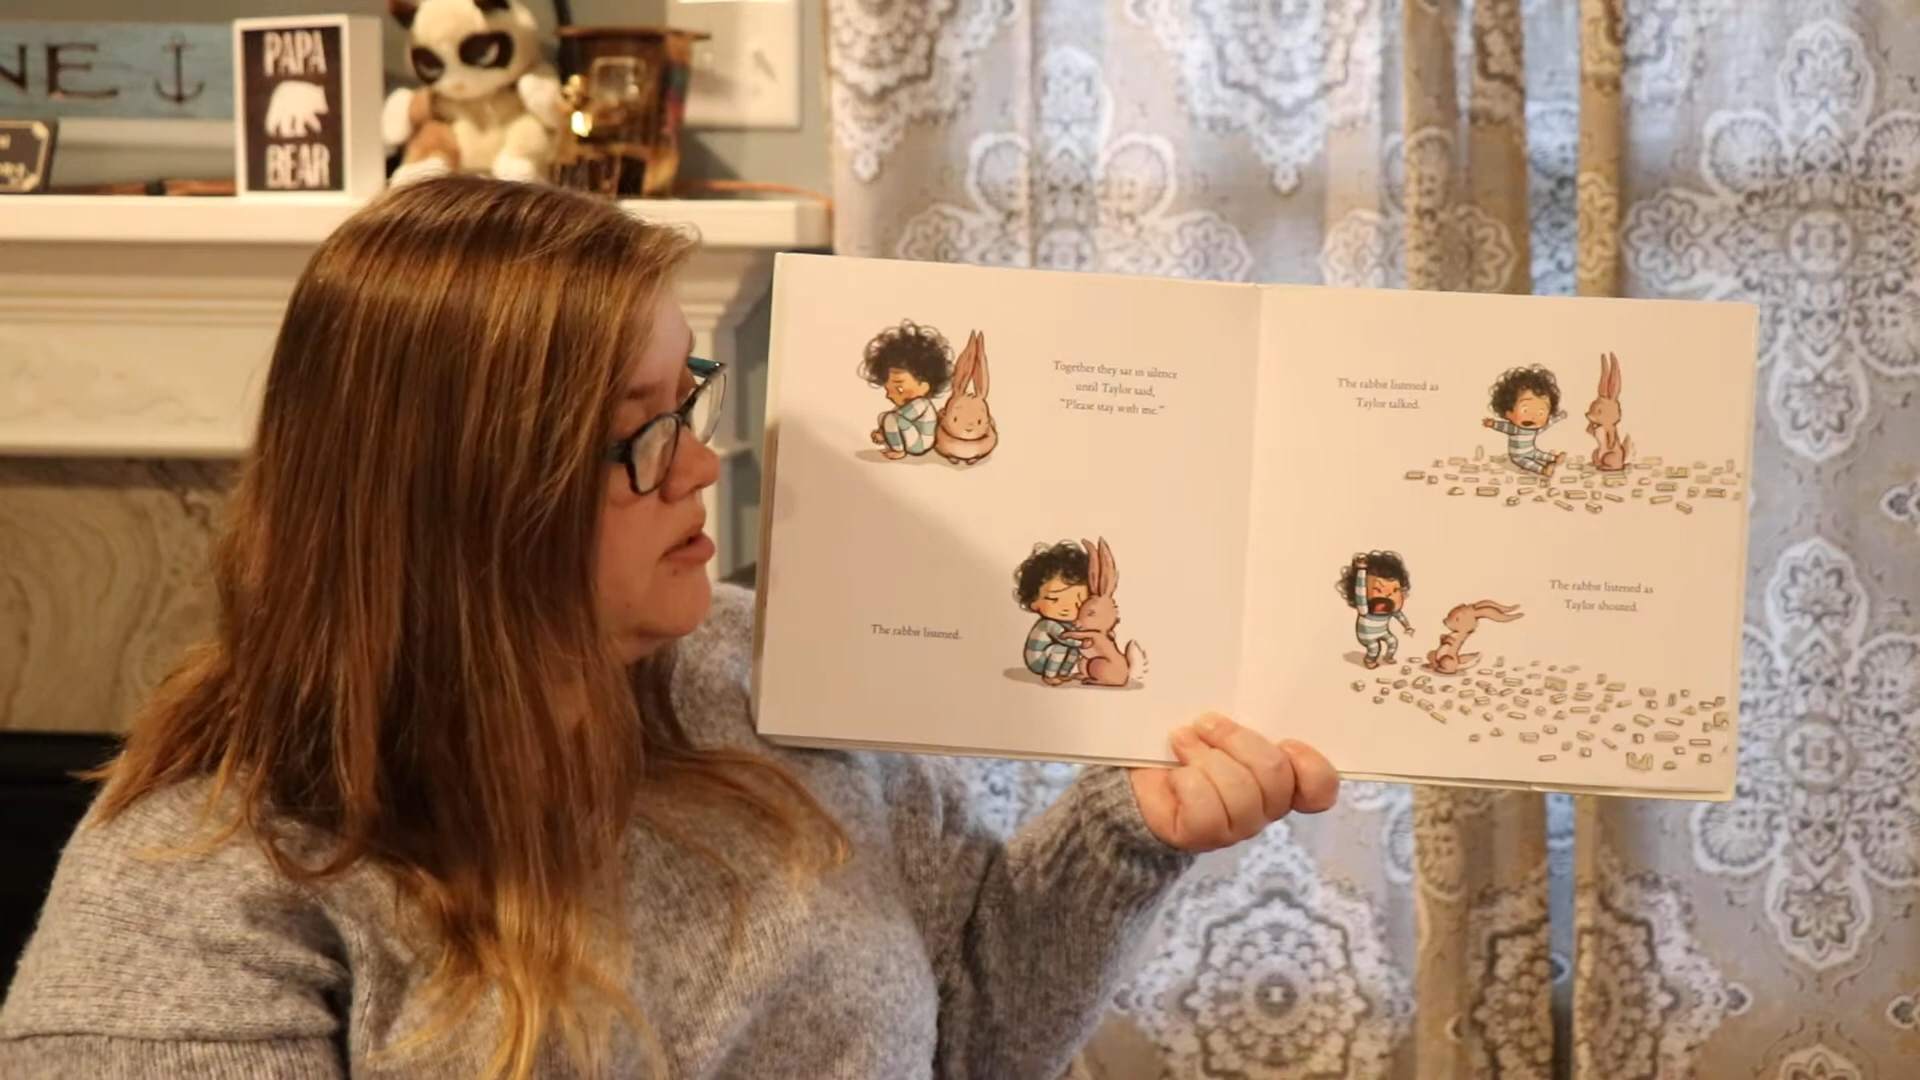 NE
PAPA
BEAR
Together they sat in silence
until Taylor said,
"Please stay with me."
The rabbit listened.
The rabbit listened as
Taylor talked.
The rabbit listened as
Taylor shouted.